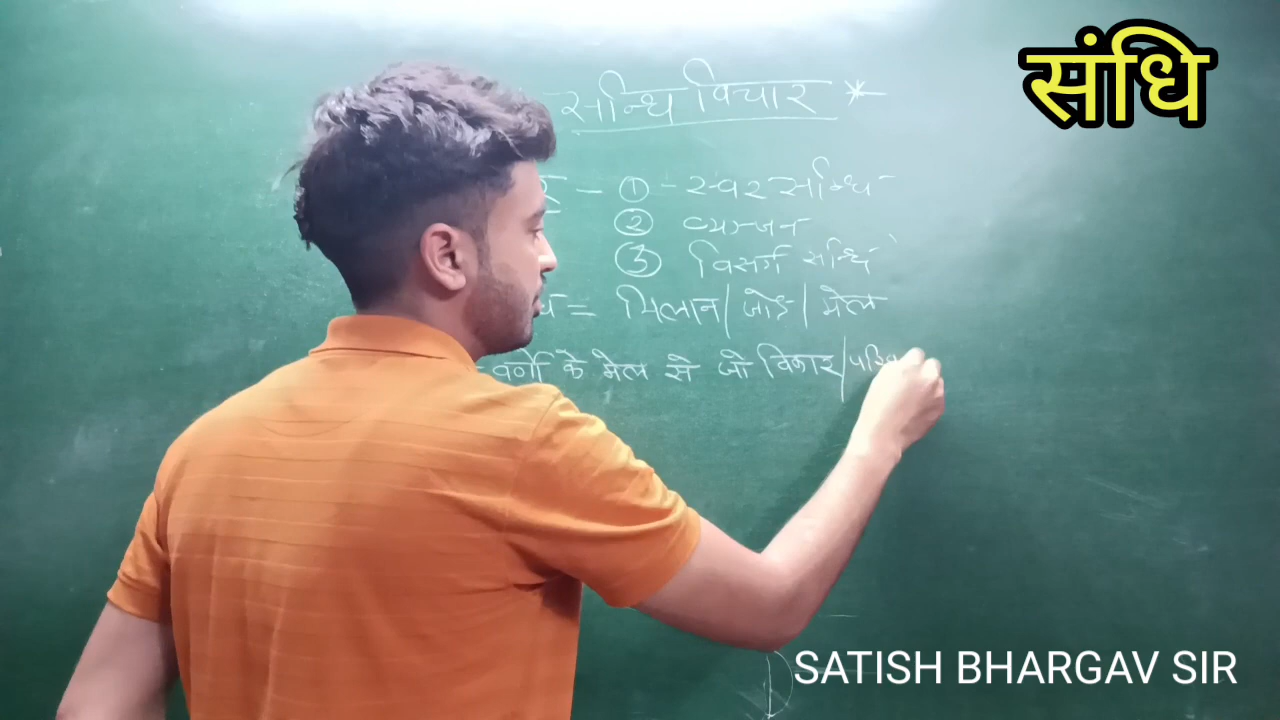 संधि
सन्धि विचार *
- ① - स्वर सन्धि
② व्यन्जन
③ विसर्ग सन्धि
= मिलान / जोड़ / मेल
- वर्णो के मेल से जो विकार /
SATISH BHARGAV SIR